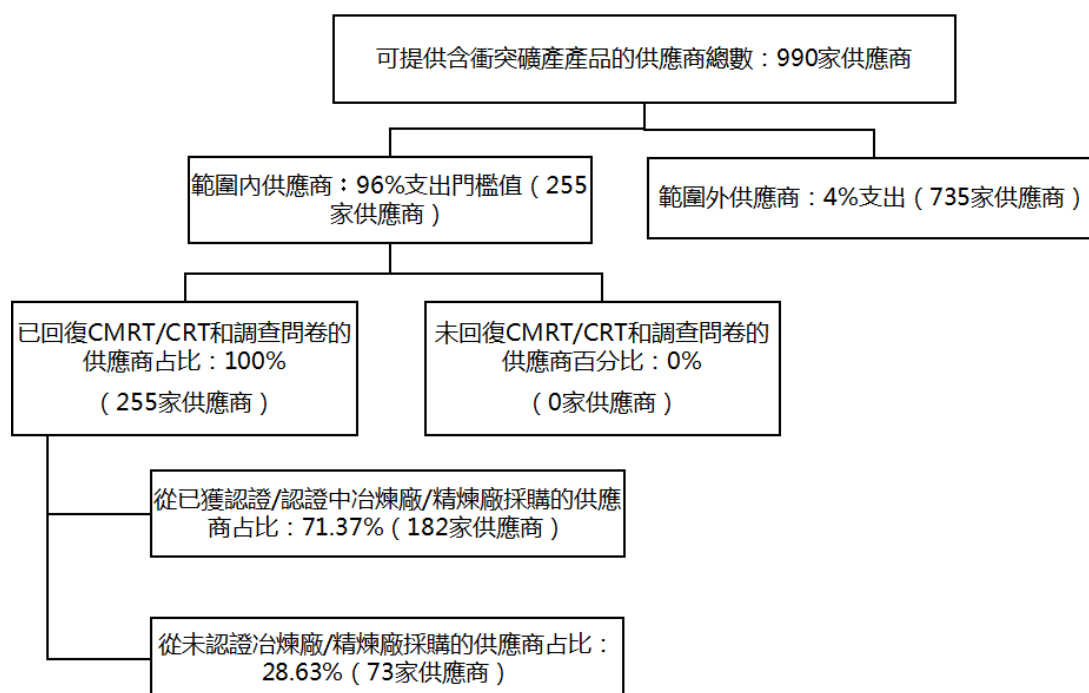 可提供含衝突礦產產品的供應商總數：990家供應商
範圍內供應商：96%支出門檻值（255
家供應商）
範圍外供應商：4%支出（735家供應商）
已回復CMRT/CRT和調查問卷的
供應商占比：100%
（255家供應商）
未回復CMRT/CRT和調查問卷的
供應商百分比：0%
（0家供應商）
從已獲認證/認證中冶煉廠/精煉廠採購的供應
商占比：71.37%（182家供應商）
從未認證冶煉廠/精煉廠採購的供應商占比：
28.63%（73家供應商）